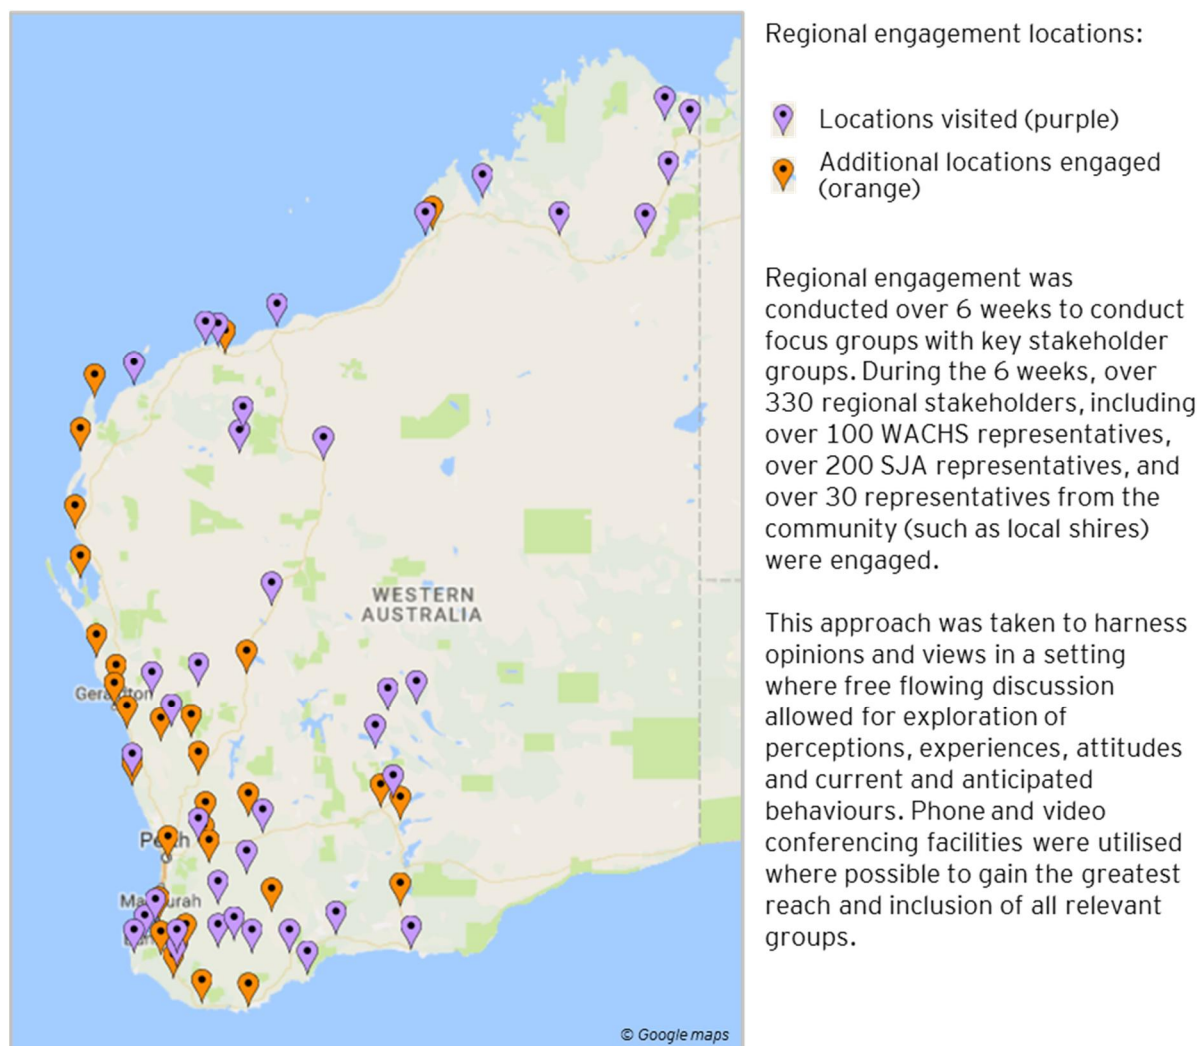 Regional engagement locations:
Locations visited (purple)
Additional locations engaged
(orange)
Regional engagement was
conducted over 6 weeks to conduct
focus groups with key stakeholder
groups. During the 6 weeks, over
330 regional stakeholders, including
over 100 WACHS representatives,
over 200 SJA representatives, and
over 30 representatives from the
community (such as local shires)
were engaged.
This approach was taken to harness
opinions and views in a setting
where free flowing discussion
allowed for exploration of
perceptions, experiences, attitudes
and current and anticipated
behaviours. Phone and video
conferencing facilities were utilised
where possible to gain the greatest
reach and inclusion of all relevant
groups.
WESTERN
AUSTRALIA
© Google maps